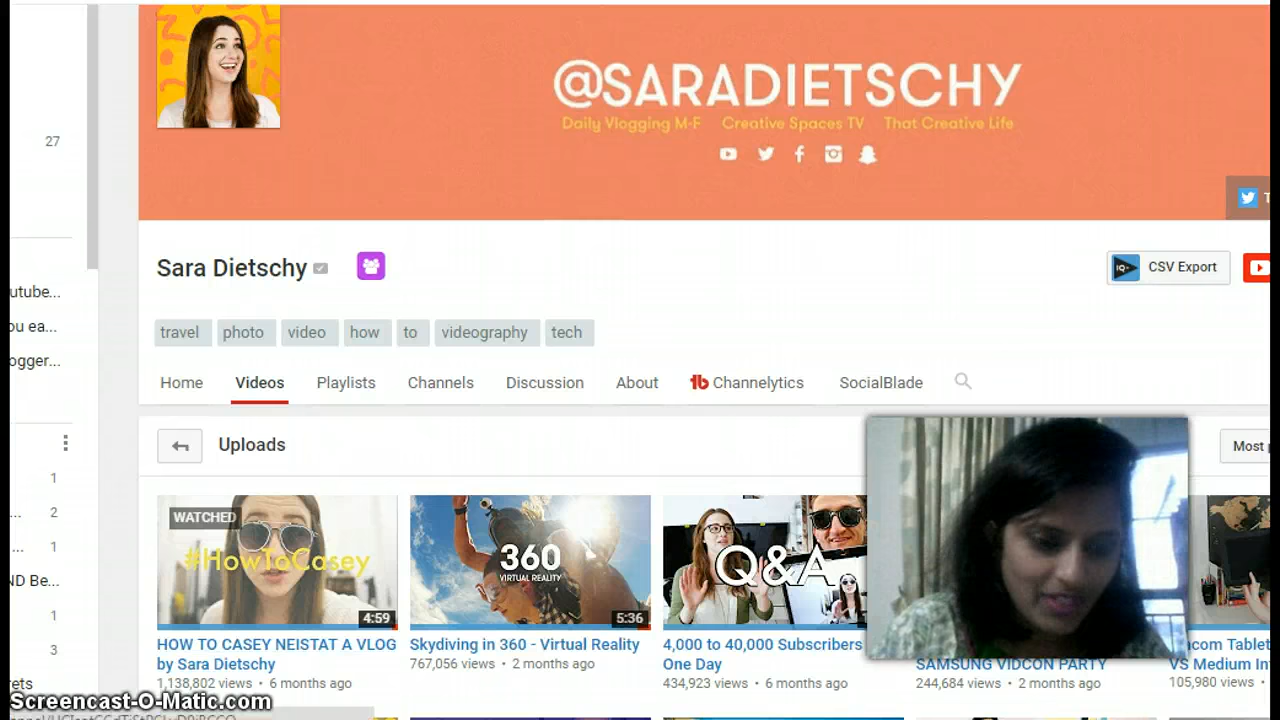 @SARADIETSCHY
Daily Vlogging M-F Creative Spaces TV That Creative Life
27
Sara Dietschy
IQ+ CSV Export
utube...
travel photo video how to videography tech
ou ea...
ogger...
Home Videos Playlists Channels Discussion About tb Channelytics SocialBlade
Uploads
Most
1
2
1
ND Be...
1
3
rets
WATCHED
#HowToCasey
4:59
360
VIRTUAL REALITY
5:36
Q&A
HOW TO CASEY NEISTAT A VLOG
by Sara Dietschy
1,138,802 views • 6 months ago
Skydiving in 360 - Virtual Reality
767,056 views • 2 months ago
4,000 to 40,000 Subscribers
One Day
434,923 views • 6 months ago
SAMSUNG VIDCON PARTY
244,684 views • 2 months ago
acom Tablet
VS Medium In
105,980 views •
Screencast-O-Matic.com